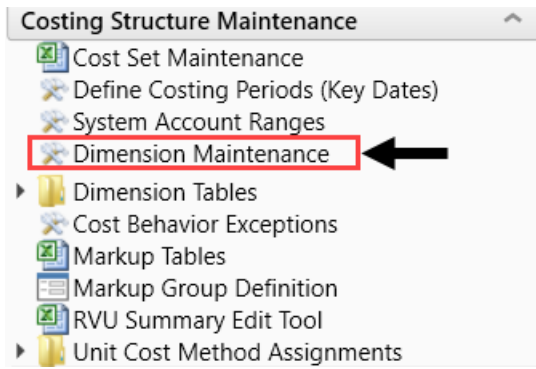 Costing Structure Maintenance
Cost Set Maintenance
Define Costing Periods (Key Dates)
System Account Ranges
Dimension Maintenance
Dimension Tables
Cost Behavior Exceptions
Markup Tables
Markup Group Definition
RVU Summary Edit Tool
Unit Cost Method Assignments